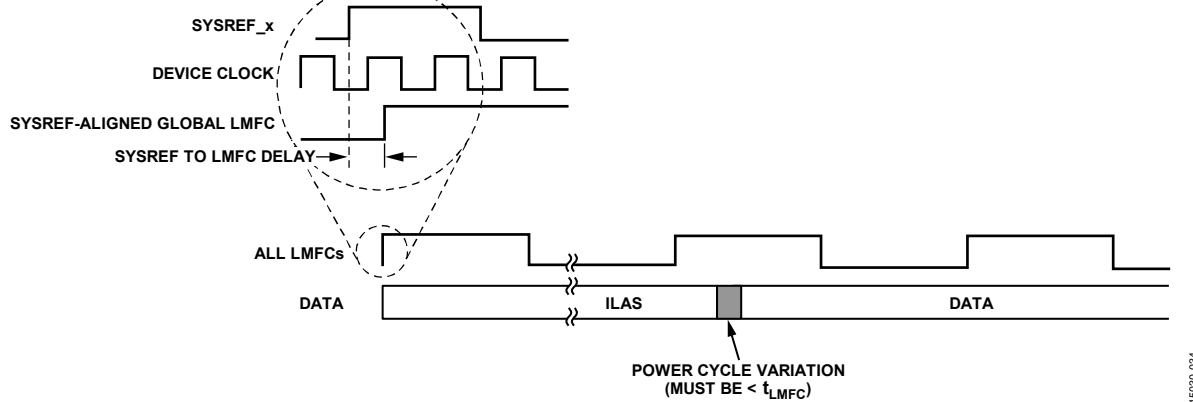 SYSREF_x
DEVICE CLOCK
SYSREF-ALIGNED GLOBAL LMFC
SYSREF TO LMFC DELAY
ALL LMFCs
DATA
ILAS
DATA
POWER CYCLE VARIATION
(MUST BE < tLMFC)